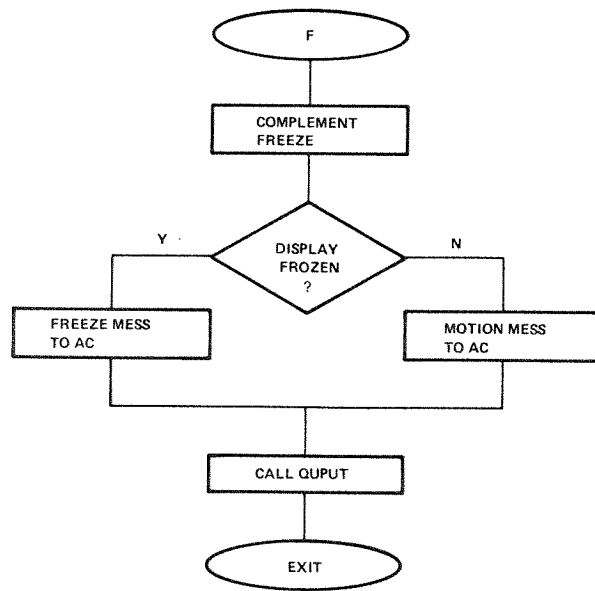 F
COMPLEMENT
FREEZE
DISPLAY
FROZEN
?
Y
N
FREEZE MESS
TO AC
MOTION MESS
TO AC
CALL QUPUT
EXIT